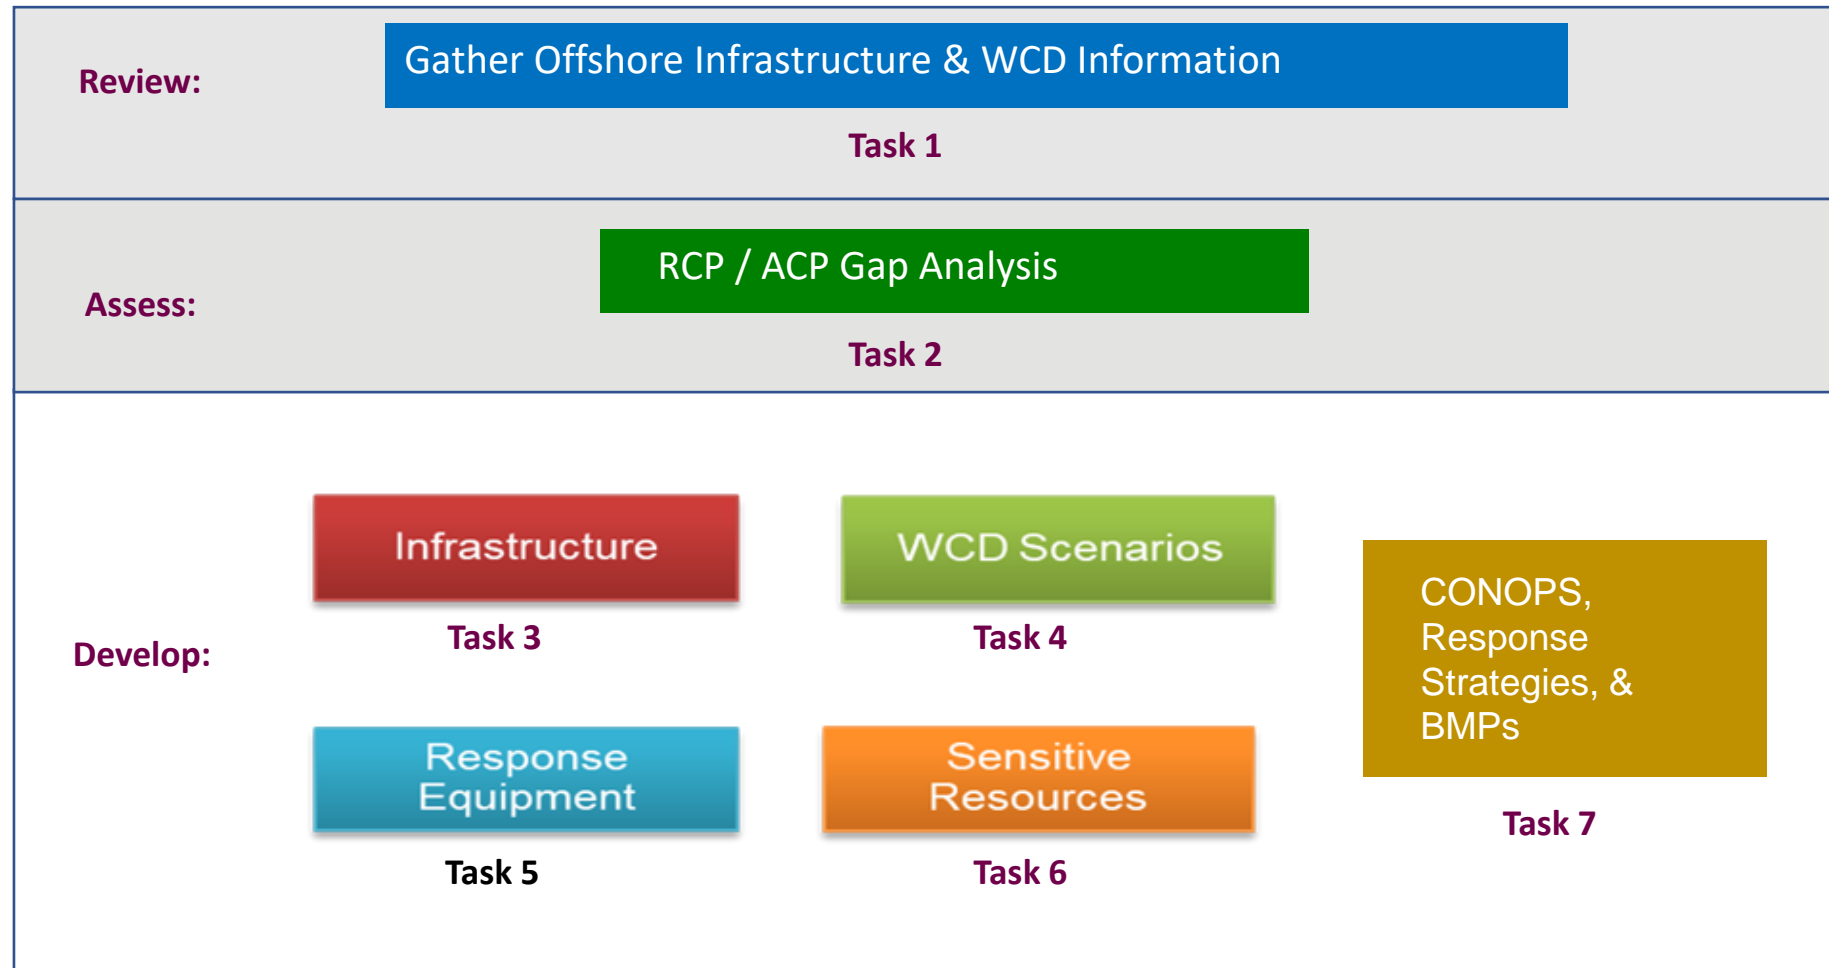 Review:
Gather Offshore Infrastructure & WCD Information
Task 1
Assess:
RCP / ACP Gap Analysis
Task 2
Develop:
Infrastructure
Task 3
WCD Scenarios
Task 4
Response
Equipment
Task 5
Sensitive
Resources
Task 6
CONOPS,
Response
Strategies, &
BMPs
Task 7